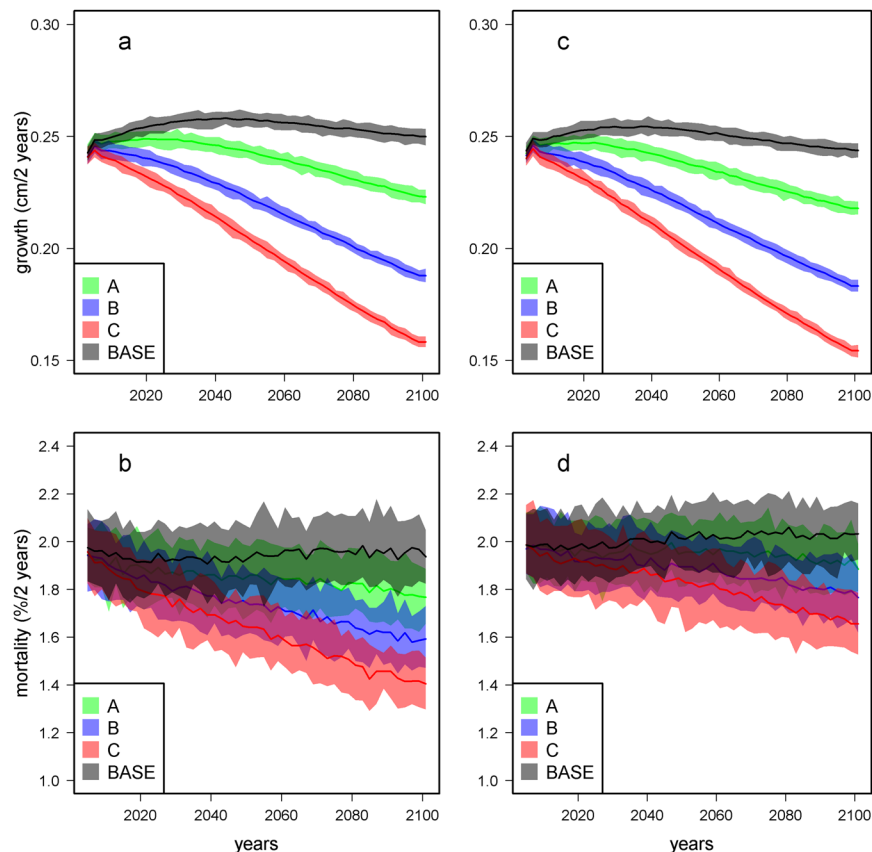 a
growth (cm/2 years)
0.30
0.25
0.20
0.15
A
B
C
BASE
2020 2040 2060 2080 2100
c
0.30
0.25
0.20
0.15
A
B
C
BASE
2020 2040 2060 2080 2100
b
mortality (%/2 years)
2.4
2.2
2.0
1.8
1.6
1.4
1.2
1.0
A
B
C
BASE
2020 2040 2060 2080 2100
years
d
2.4
2.2
2.0
1.8
1.6
1.4
1.2
1.0
A
B
C
BASE
2020 2040 2060 2080 2100
years